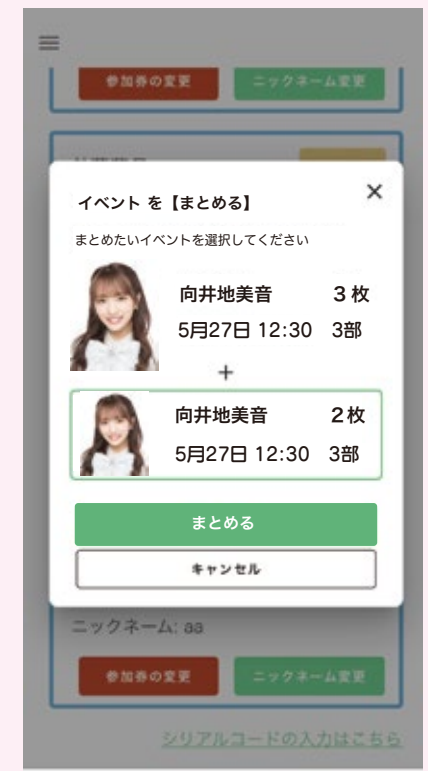 参加券の変更 ニックネーム変更
イベント を【まとめる】 ×
まとめたいイベントを選択してください
向井地美音 3枚
5月27日 12:30 3部
+
向井地美音 2枚
5月27日 12:30 3部
まとめる
キャンセル
ニックネーム: aa
参加券の変更 ニックネーム変更
シリアルコードの入力はこちら